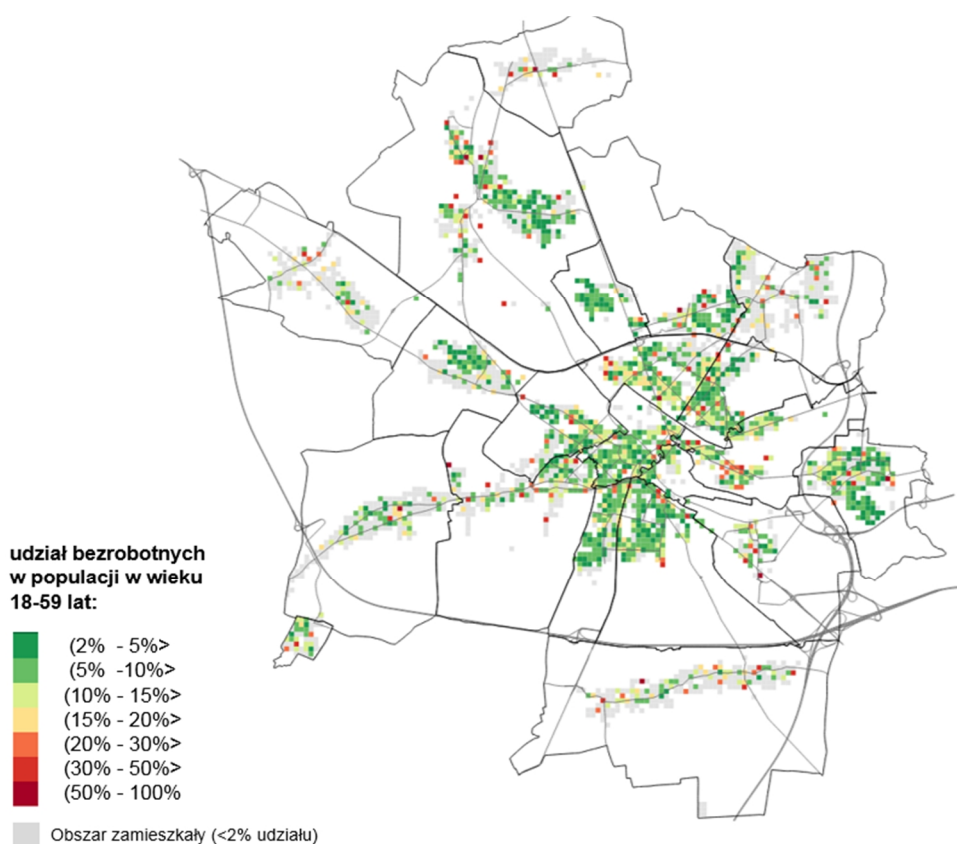 udział bezrobotnych
w populacji w wieku
18-59 lat:
(2% - 5%>
(5% -10%>
(10% - 15%>
(15% - 20%>
(20% - 30%>
(30% - 50%>
(50% - 100%
Obszar zamieszkały (<2% udziału)